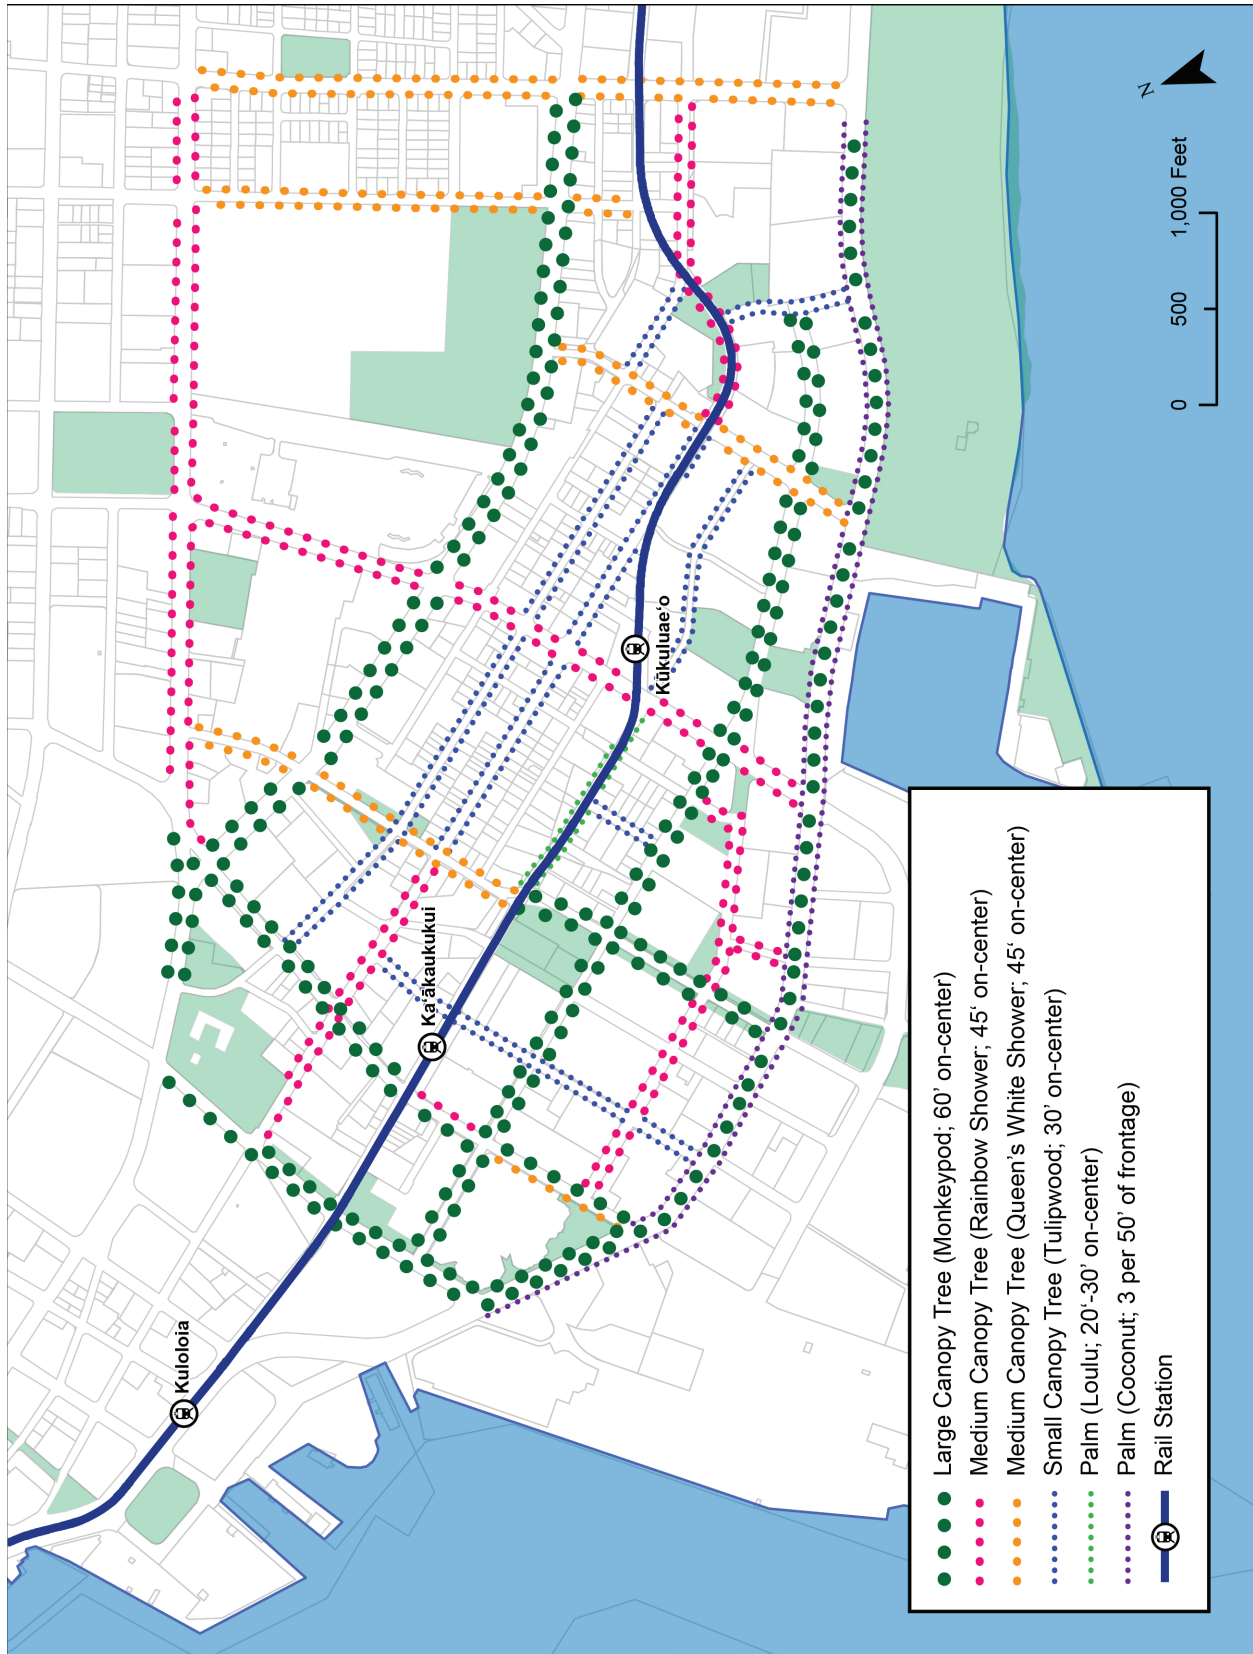 Kuloloia
Ka‘ākaukukui
Kūkuluae‘o
N
0 500 1,000 Feet
Large Canopy Tree (Monkeypod; 60’ on-center)
Medium Canopy Tree (Rainbow Shower; 45‘ on-center)
Medium Canopy Tree (Queen’s White Shower; 45‘ on-center)
Small Canopy Tree (Tulipwood; 30’ on-center)
Palm (Loulu; 20‘-30’ on-center)
Palm (Coconut; 3 per 50’ of frontage)
Rail Station